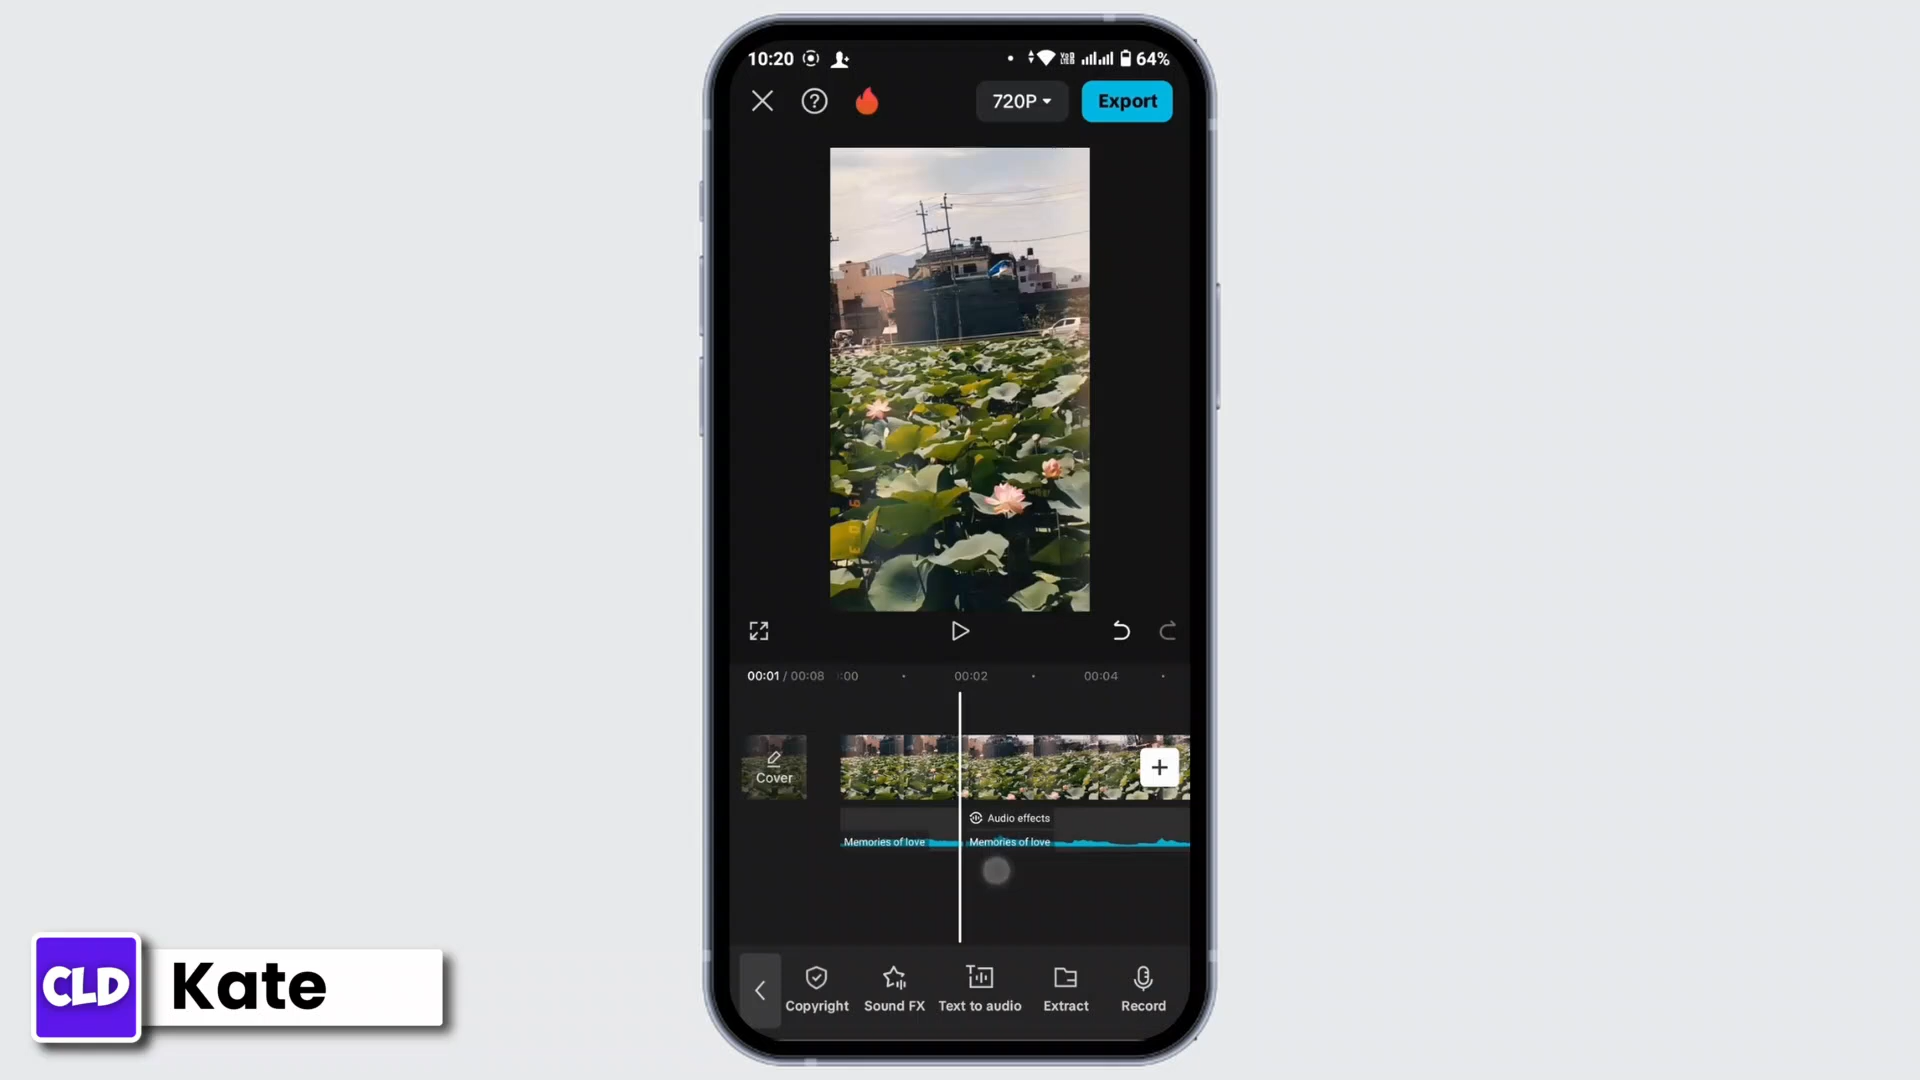 10:20
64%
720P
Export
00:01 / 00:08
:00
00:02
00:04
Cover
Audio effects
Memories of love
Memories of love
Copyright
Sound FX
Text to audio
Extract
Record
CLD
Kate